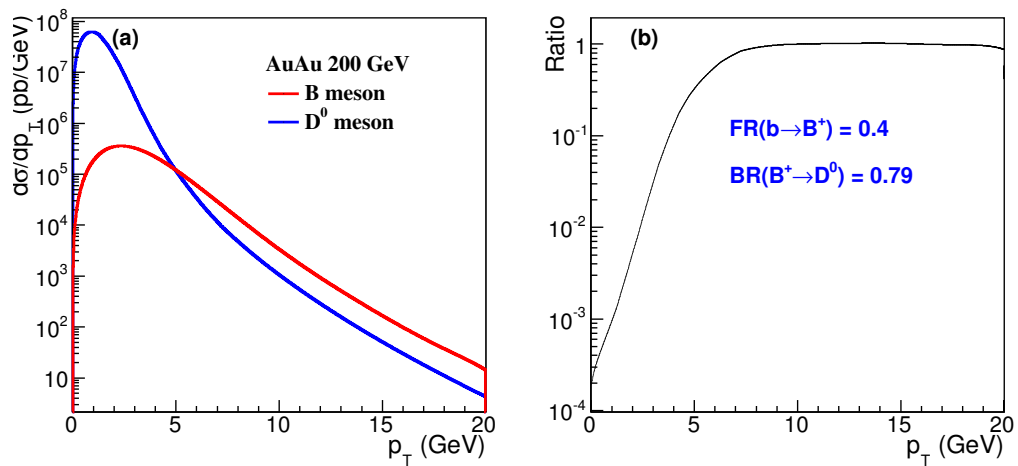 (a)
AuAu 200 GeV
B meson
D⁰ meson
dσ/dp_T (pb/GeV)
10⁸
10⁷
10⁶
10⁵
10⁴
10³
10²
10
0 5 10 15 20
p_T (GeV)
(b)
FR(b→B⁺) = 0.4
BR(B⁺→D⁰) = 0.79
Ratio
1
10⁻¹
10⁻²
10⁻³
10⁻⁴
0 5 10 15 20
p_T (GeV)